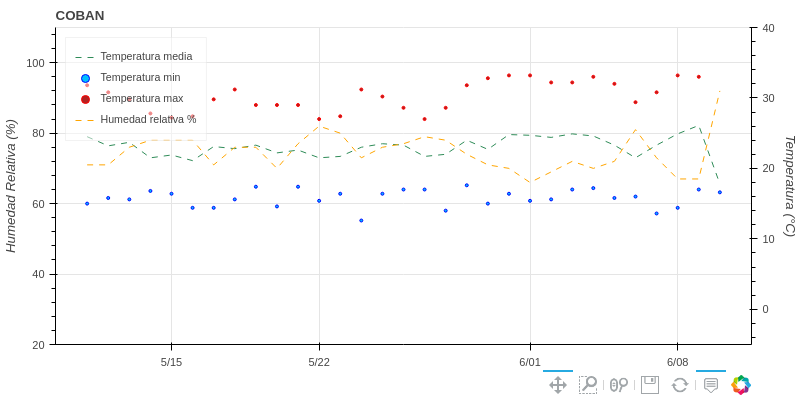 COBAN
Temperatura media
Temperatura min
Temperatura max
Humedad relativa %
Humedad Relativa (%)
100
80
60
40
20
40
30
20
10
0
Temperatura (°C)
5/15
5/22
6/01
6/08